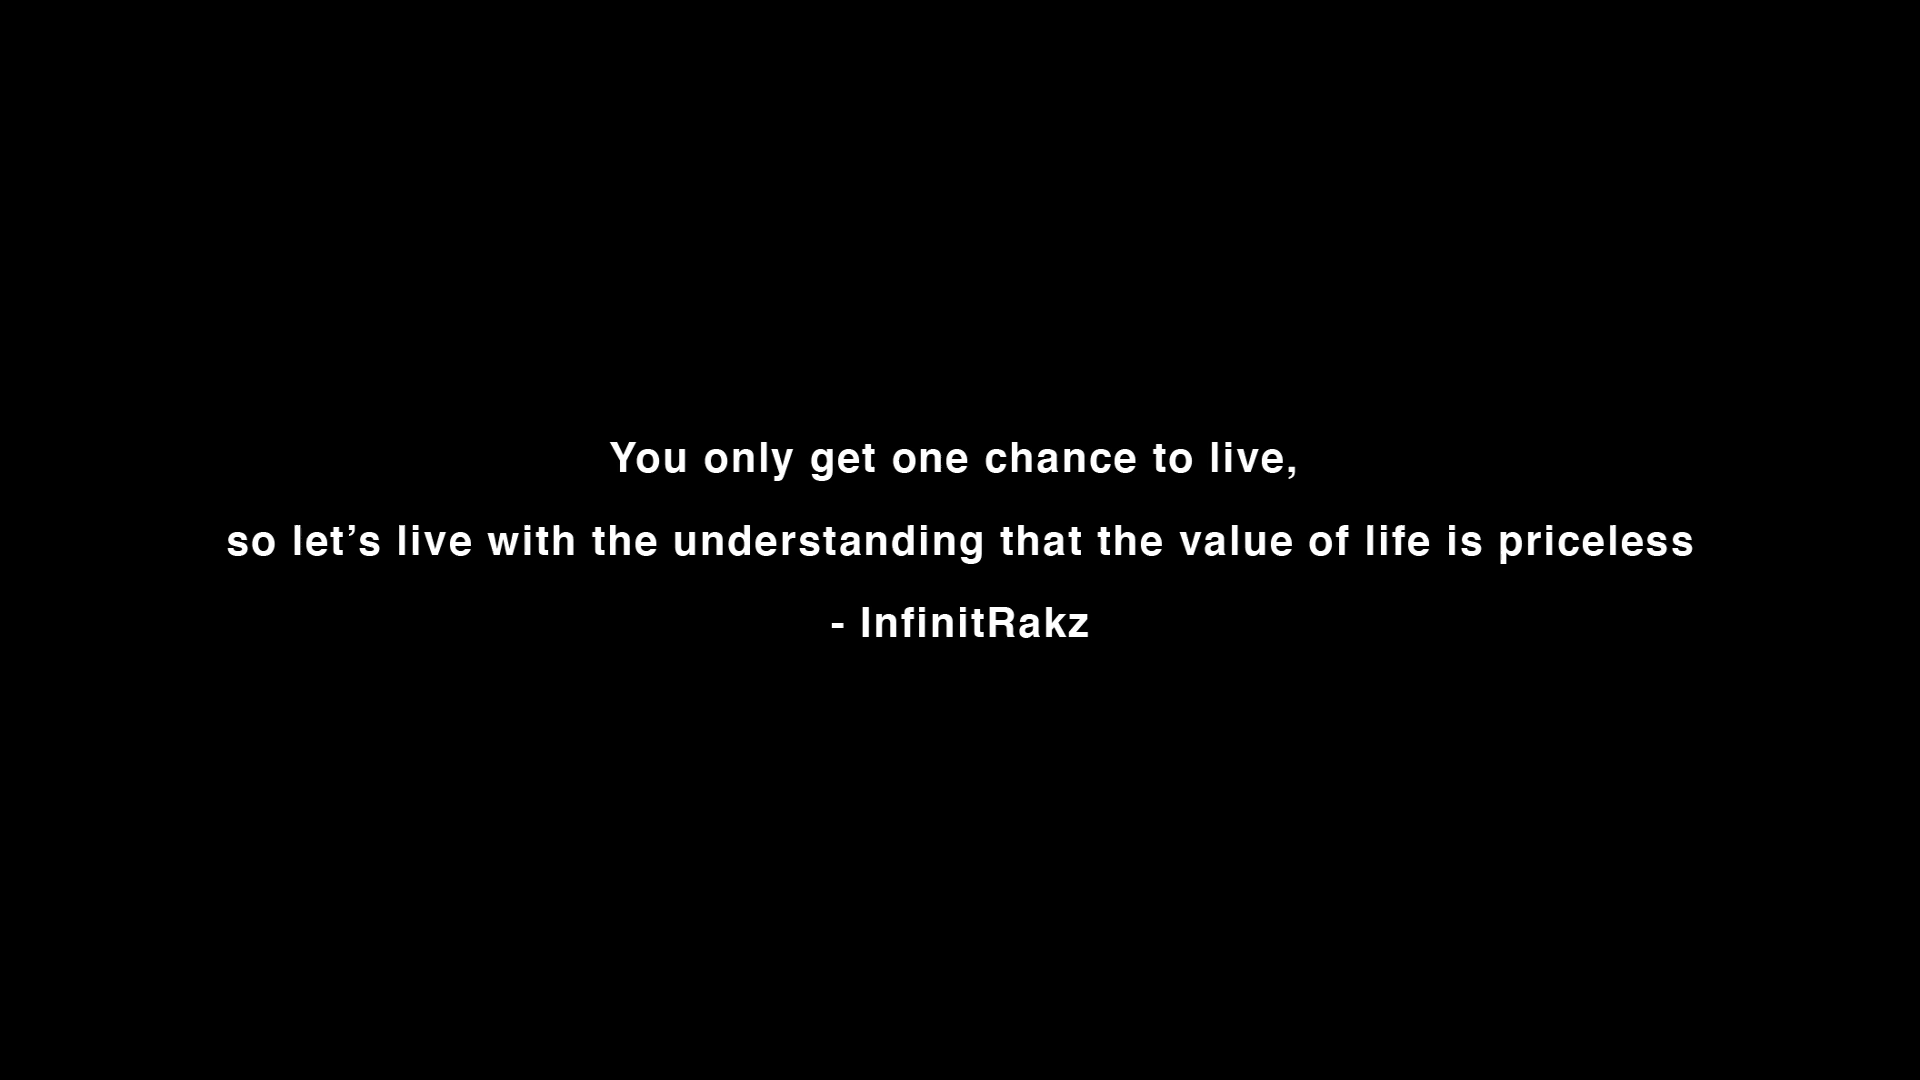 You only get one chance to live,
so let’s live with the understanding that the value of life is priceless
- InfinitRakz